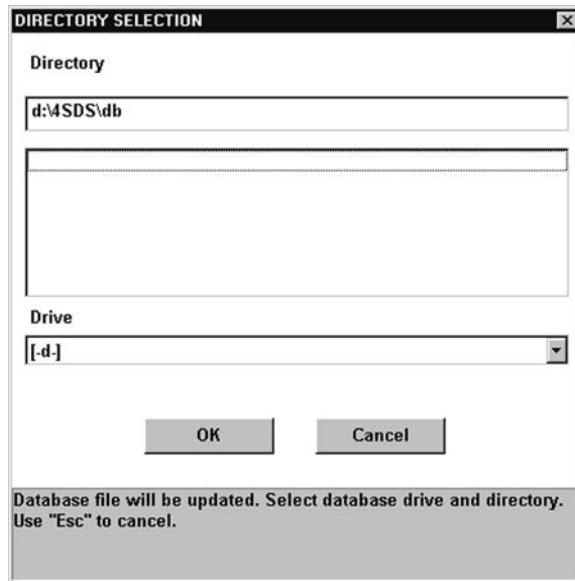 DIRECTORY SELECTION
Directory
d:\4SDS\db
Drive
[-d-]
OK Cancel
Database file will be updated. Select database drive and directory.
Use "Esc" to cancel.